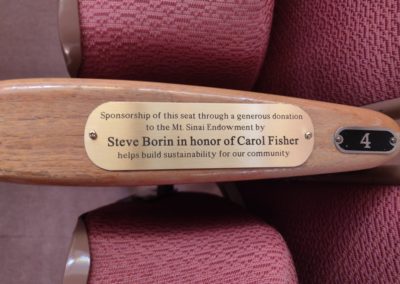 Sponsorship of this seat through a generous donation
to the Mt. Sinai Endowment by
Steve Borin in honor of Carol Fisher
helps build sustainability for our community
4